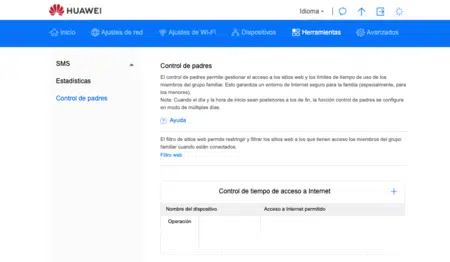 HUAWEI
Idioma
Inicio
Ajustes de red
Ajustes de Wi-Fi
Dispositivos
Herramientas
Avanzados
SMS
Estadísticas
Control de padres
Control de padres
El control de padres permite gestionar el acceso a los sitios web y los límites de tiempo de uso de los
miembros del grupo familiar. Esto garantiza un entorno de Internet seguro para la familia (especialmente, para
los menores).
Nota: Cuando el día y la hora de inicio sean posteriores a los de fin, la función control de padres se configura
en modo de múltiples días.
Ayuda
El filtro de sitios web permite restringir y filtrar los sitios web a los que tienen acceso los miembros del grupo
familiar cuando están conectados.
Filtro web
Control de tiempo de acceso a Internet
Nombre del dispositivo
Acceso a Internet permitido
Operación